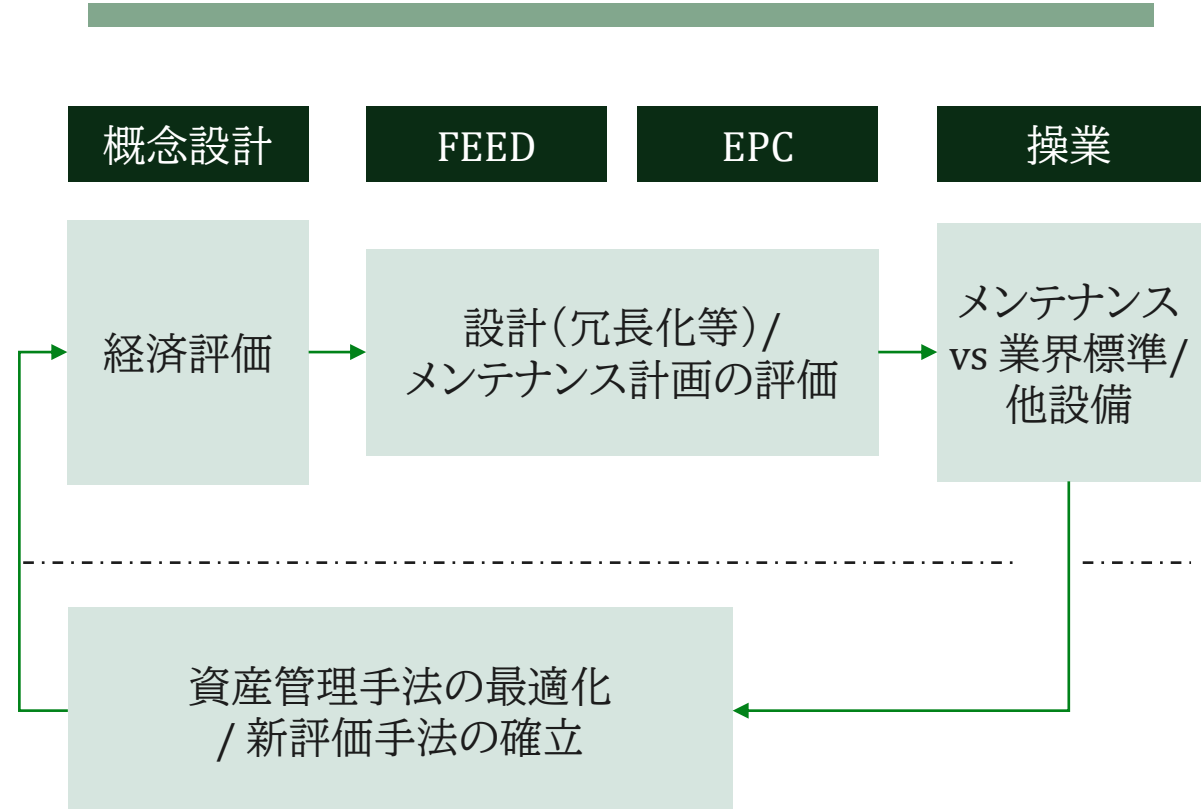 概念設計
FEED
EPC
操業
経済評価
設計（冗長化等）/
メンテナンス計画の評価
メンテナンス
vs 業界標準/
他設備
資産管理手法の最適化
/ 新評価手法の確立